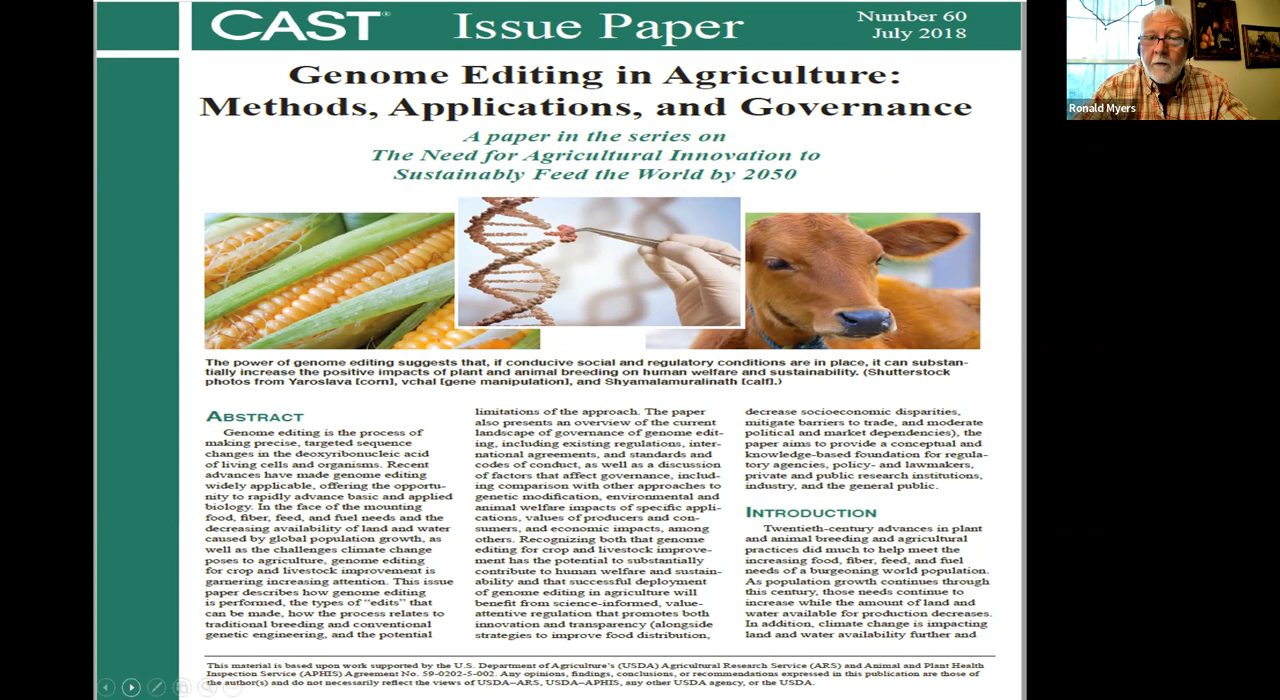 CAST® Issue Paper
Number 60
July 2018
Genome Editing in Agriculture:
Methods, Applications, and Governance
A paper in the series on
The Need for Agricultural Innovation to
Sustainably Feed the World by 2050
The power of genome editing suggests that, if conducive social and regulatory conditions are in place, it can substan-
tially increase the positive impacts of plant and animal breeding on human welfare and sustainability. (Shutterstock
photos from Yaroslava [corn], vchal [gene manipulation], and Shyamalamuralinath [calf].)
ABSTRACT
Genome editing is the process of
making precise, targeted sequence
changes in the deoxyribonucleic acid
of living cells and organisms. Recent
advances have made genome editing
widely applicable, offering the opportu-
nity to rapidly advance basic and applied
biology. In the face of the mounting
food, fiber, feed, and fuel needs and the
decreasing availability of land and water
caused by global population growth, as
well as the challenges climate change
poses to agriculture, genome editing
for crop and livestock improvement is
garnering increasing attention. This issue
paper describes how genome editing
is performed, the types of "edits" that
can be made, how the process relates to
traditional breeding and conventional
genetic engineering, and the potential
limitations of the approach. The paper
also presents an overview of the current
landscape of governance of genome edit-
ing, including existing regulations, inter-
national agreements, and standards and
codes of conduct, as well as a discussion
of factors that affect governance, includ-
ing comparison with other approaches to
genetic modification, environmental and
animal welfare impacts of specific appli-
cations, values of producers and con-
sumers, and economic impacts, among
others. Recognizing both that genome
editing for crop and livestock improve-
ment has the potential to substantially
contribute to human welfare and sustain-
ability and that successful deployment
of genome editing in agriculture will
benefit from science-informed, value-
attentive regulation that promotes both
innovation and transparency (alongside
strategies to improve food distribution,
decrease socioeconomic disparities,
mitigate barriers to trade, and moderate
political and market dependencies), the
paper aims to provide a conceptual and
knowledge-based foundation for regula-
tory agencies, policy- and lawmakers,
private and public research institutions,
industry, and the general public.
INTRODUCTION
Twentieth-century advances in plant
and animal breeding and agricultural
practices did much to help meet the
increasing food, fiber, feed, and fuel
needs of a burgeoning world population.
As population growth continues through
this century, those needs continue to
increase while the amount of land and
water available for production decreases.
In addition, climate change is impacting
land and water availability further and
This material is based upon work supported by the U.S. Department of Agriculture's (USDA) Agricultural Research Service (ARS) and Animal and Plant Health
Inspection Service (APHIS) Agreement No. 59-0202-5-002. Any opinions, findings, conclusions, or recommendations expressed in this publication are those of
the author(s) and do not necessarily reflect the views of USDA–ARS, USDA–APHIS, any other USDA agency, or the USDA.
Ronald Myers